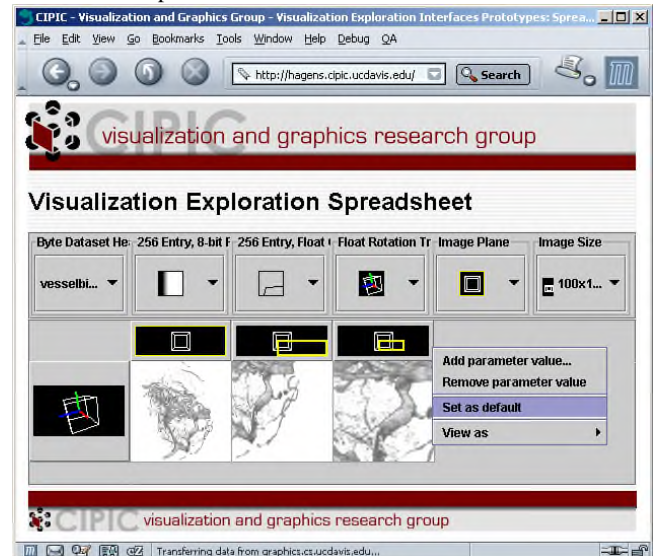 CIPIC - Visualization and Graphics Group - Visualization Exploration Interfaces Prototypes: Sprea...
File Edit View Go Bookmarks Tools Window Help Debug QA
http://hagens.cipic.ucdavis.edu/ Search
CIPIC visualization and graphics research group
Visualization Exploration Spreadsheet
Byte Dataset He 256 Entry, 8-bit F 256 Entry, Float Float Rotation Tr Image Plane Image Size
vesselbi... 100x1...
Add parameter value...
Remove parameter value
Set as default
View as
CIPIC visualization and graphics research group
Transferring data from graphics.cs.ucdavis.edu...